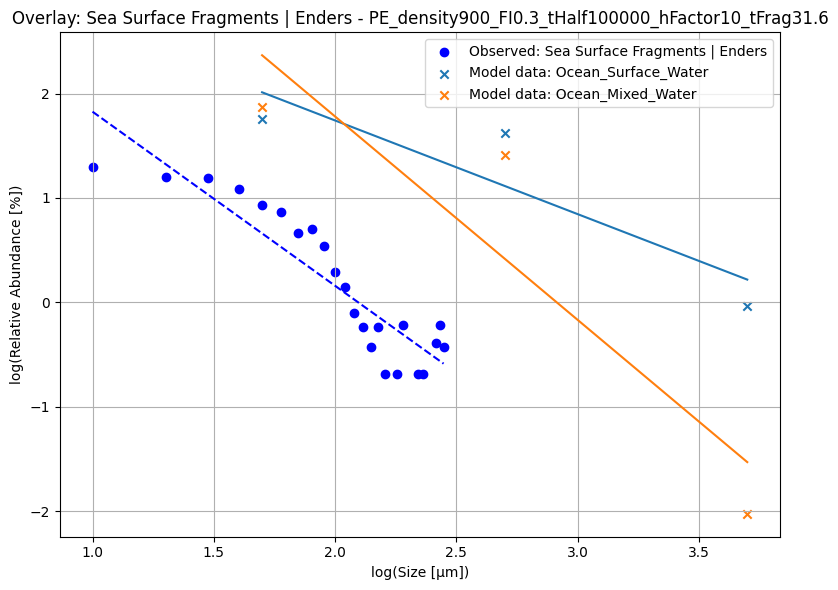 Overlay: Sea Surface Fragments | Enders - PE_density900_FI0.3_tHalf100000_hFactor10_tFrag31.6
Observed: Sea Surface Fragments | Enders
Model data: Ocean_Surface_Water
Model data: Ocean_Mixed_Water
log(Relative Abundance [%])
2
1
0
−1
−2
1.0 1.5 2.0 2.5 3.0 3.5
log(Size [μm])